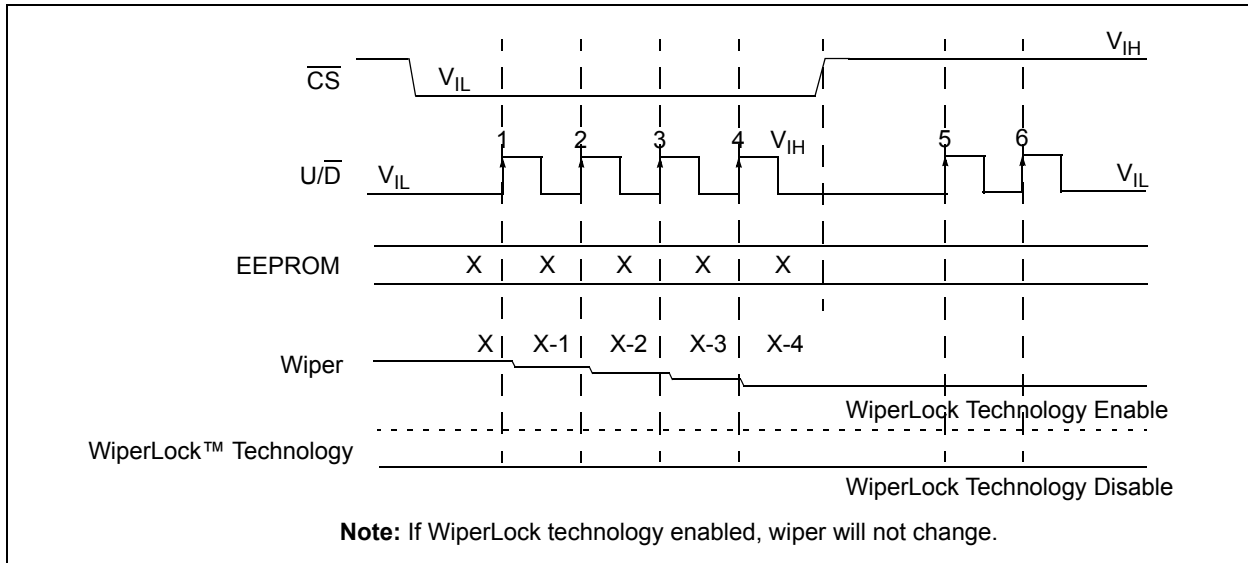 V_IH
CS
V_IL
1 2 3 4 V_IH 5 6
U/D V_IL V_IL
EEPROM X X X X X
X X-1 X-2 X-3 X-4
Wiper
WiperLock Technology Enable
WiperLock™ Technology
WiperLock Technology Disable
Note: If WiperLock technology enabled, wiper will not change.